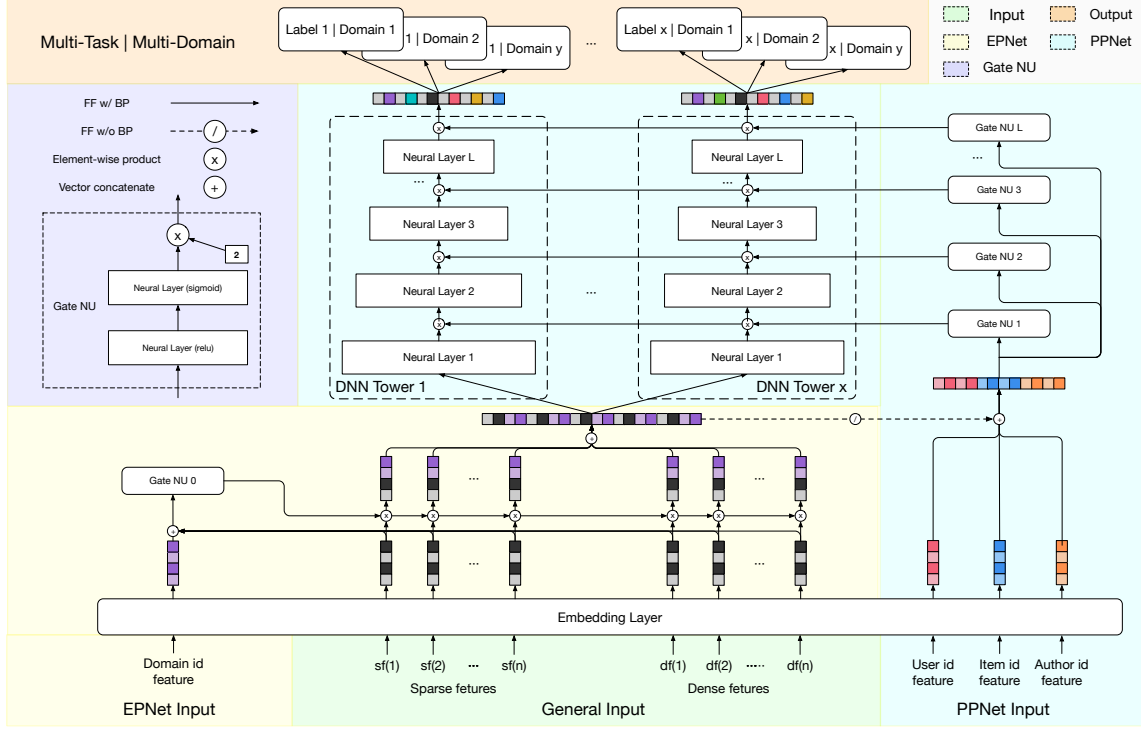 Multi-Task | Multi-Domain
Label 1 | Domain 1
1 | Domain 2
1 | Domain y
...
Label x | Domain 1
x | Domain 2
x | Domain y
Input
Output
EPNet
PPNet
Gate NU
FF w/ BP
FF w/o BP
/
Element-wise product
x
Vector concatenate
+
x
2
Neural Layer (sigmoid)
Gate NU
Neural Layer (relu)
x
x
Gate NU L
Neural Layer L
Neural Layer L
...
...
...
x
x
Gate NU 3
Neural Layer 3
Neural Layer 3
x
x
Gate NU 2
Neural Layer 2
...
Neural Layer 2
x
x
Gate NU 1
Neural Layer 1
Neural Layer 1
DNN Tower 1
DNN Tower x
/
+
+
Gate NU 0
...
...
x
x
x
x
x
x
+
...
...
Embedding Layer
Domain id
feature
sf(1)
sf(2)
...
sf(n)
df(1)
df(2)
......
df(n)
Sparse fetures
Dense fetures
User id
feature
Item id
feature
Author id
feature
EPNet Input
General Input
PPNet Input